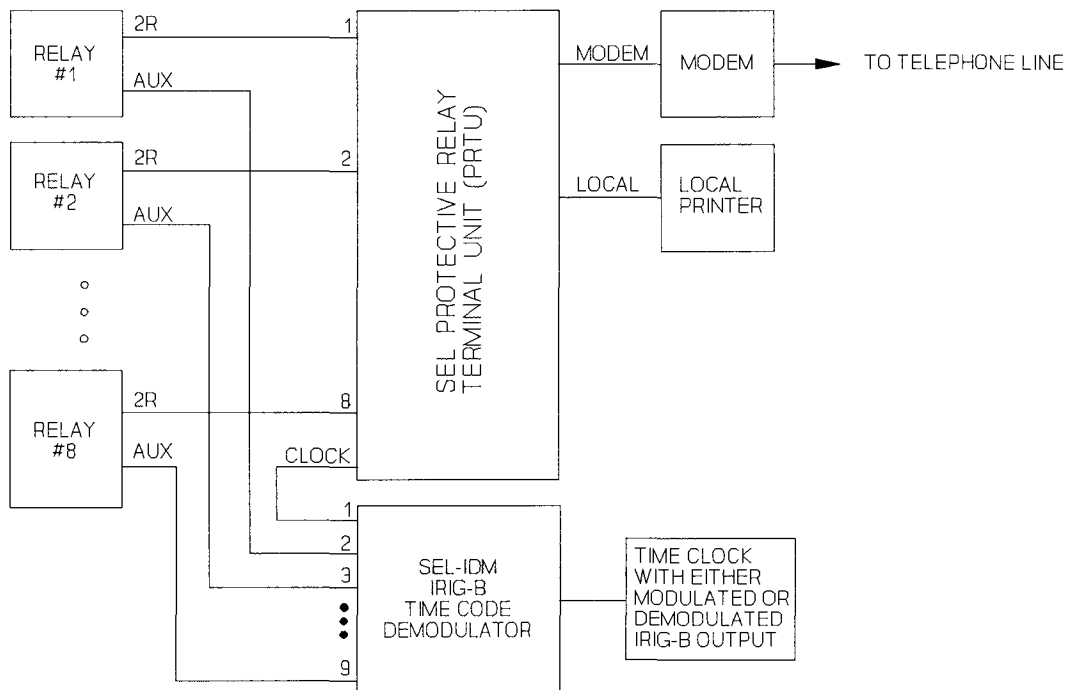 RELAY
#1
2R
AUX
1
RELAY
#2
2R
AUX
2
RELAY
#8
2R
AUX
8
CLOCK
SEL PROTECTIVE RELAY
TERMINAL UNIT (PRTU)
MODEM
MODEM
TO TELEPHONE LINE
LOCAL
LOCAL
PRINTER
1
2
3
9
SEL-IDM
IRIG-B
TIME CODE
DEMODULATOR
TIME CLOCK
WITH EITHER
MODULATED OR
DEMODULATED
IRIG-B OUTPUT